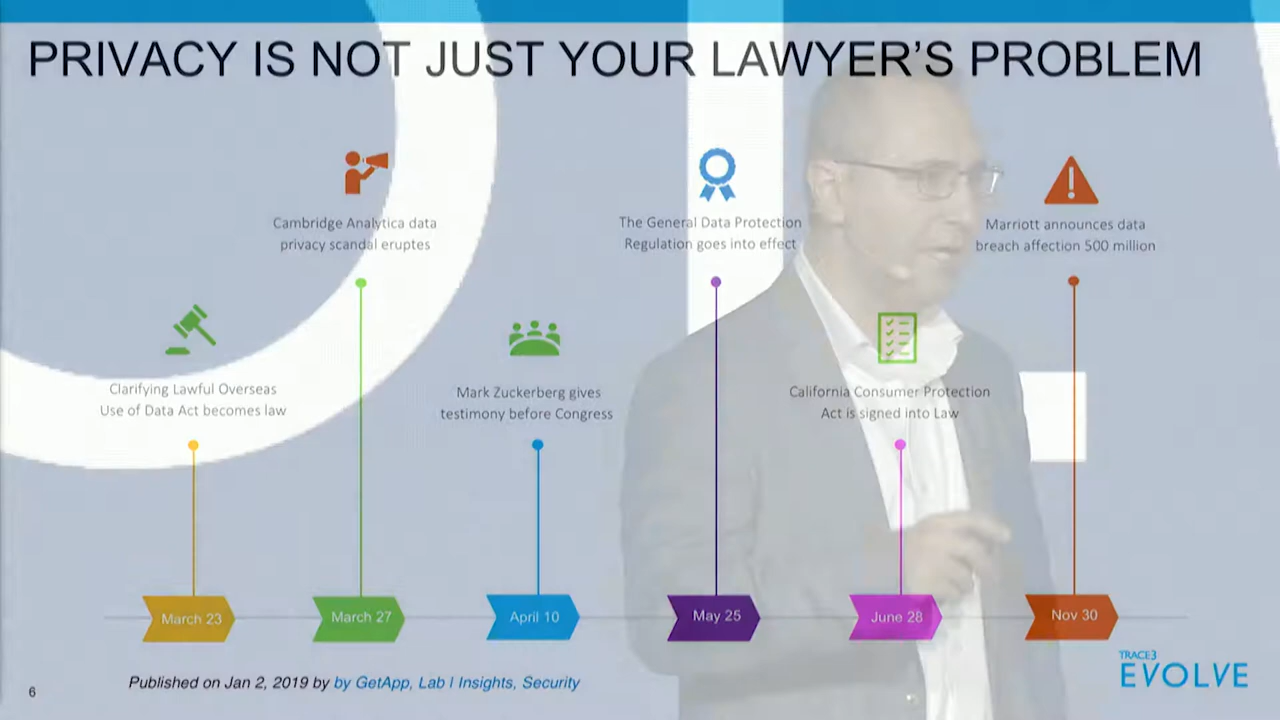 PRIVACY IS NOT JUST YOUR LAWYER’S PROBLEM
Cambridge Analytica data
privacy scandal eruptes
The General Data Protection
Regulation goes into effect
Marriott announces data
breach affection 500 million
Clarifying Lawful Overseas
Use of Data Act becomes law
Mark Zuckerberg gives
testimony before Congress
California Consumer Protection
Act is signed into Law
March 23
March 27
April 10
May 25
June 28
Nov 30
Published on Jan 2, 2019 by by GetApp, Lab | Insights, Security
6
TRACE3
EVOLVE